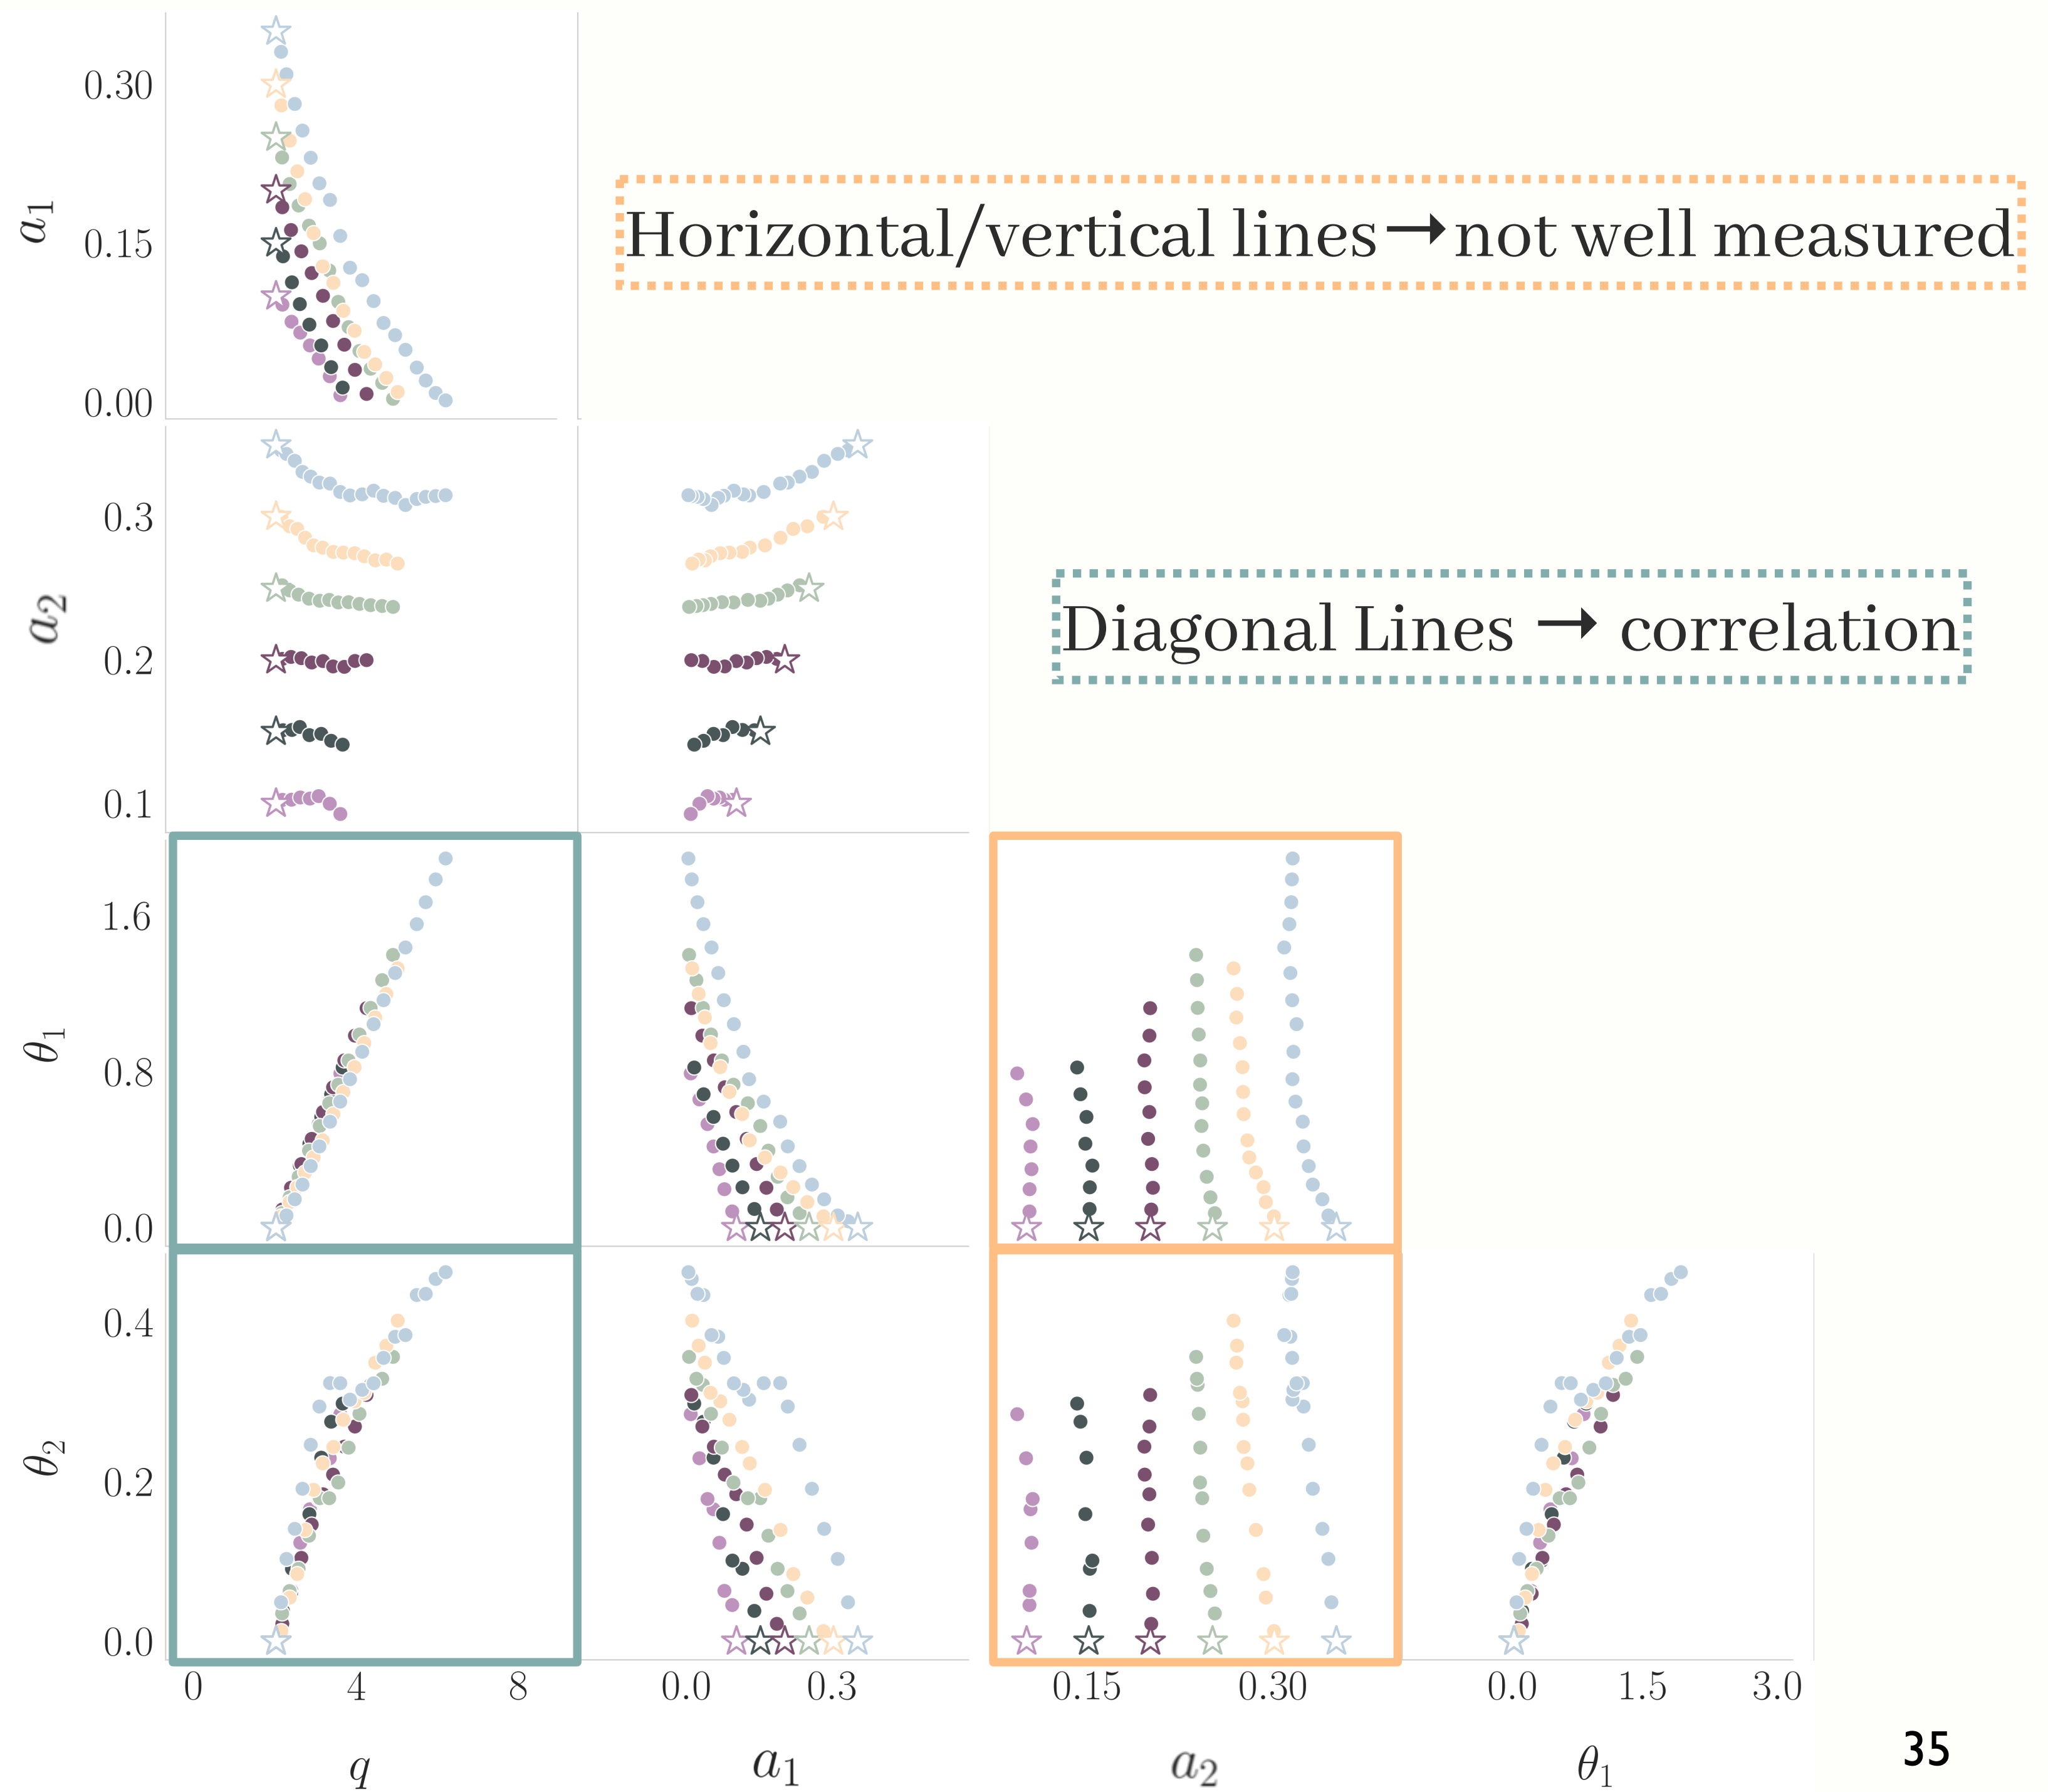 a₁
0.30
0.15
0.00
Horizontal/vertical lines → not well measured
a₂
0.3
0.2
0.1
Diagonal Lines → correlation
θ₁
1.6
0.8
0.0
θ₂
0.4
0.2
0.0
0 4 8 0.0 0.3 0.15 0.30 0.0 1.5 3.0
q a₁ a₂ θ₁
35